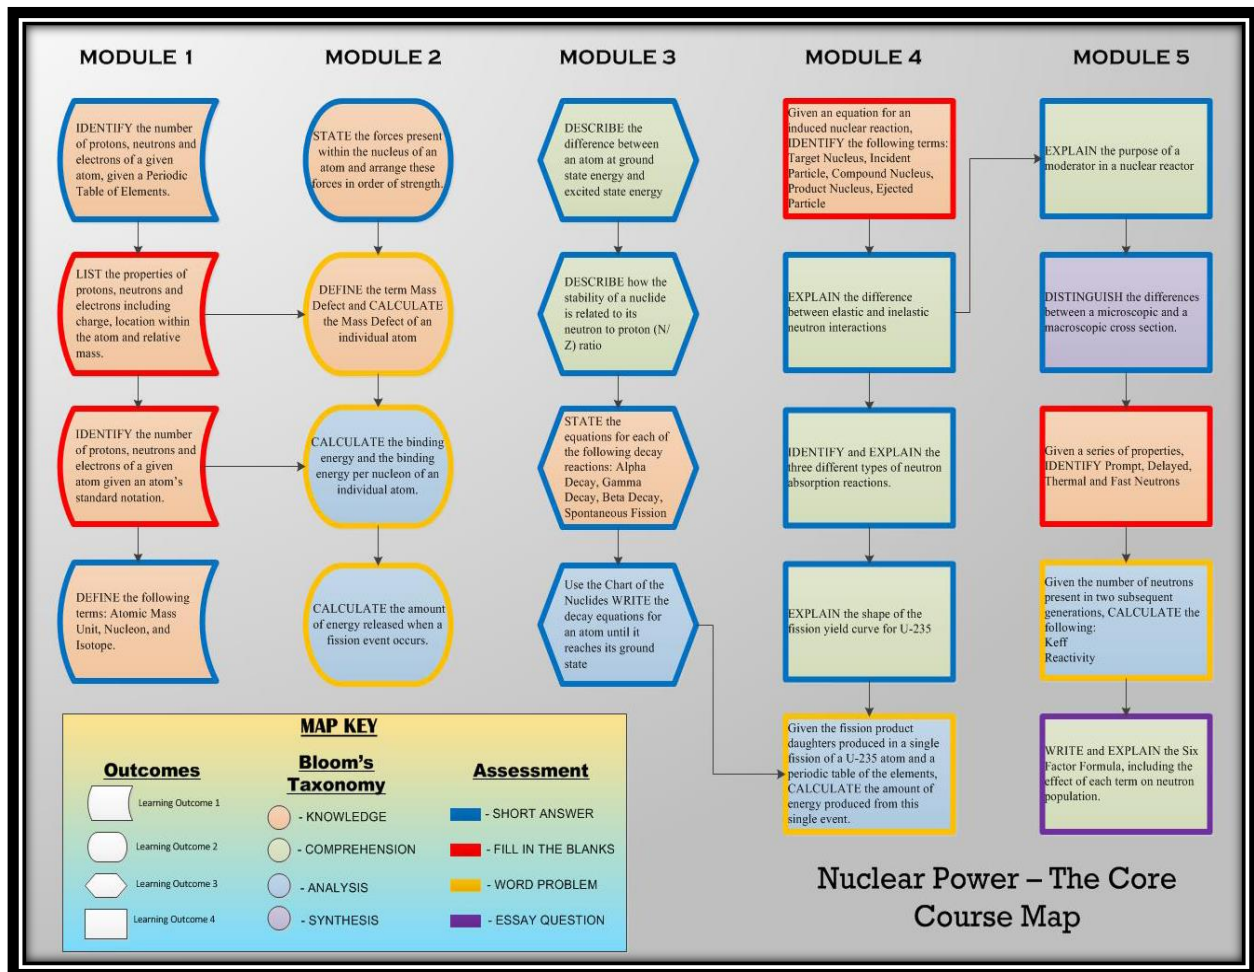 MODULE 1
MODULE 2
MODULE 3
MODULE 4
MODULE 5
IDENTIFY the number
of protons, neutrons and
electrons of a given
atom, given a Periodic
Table of Elements.
LIST the properties of
protons, neutrons and
electrons including
charge, location within
the atom and relative
mass.
IDENTIFY the number
of protons, neutrons and
electrons of a given
atom given an atom's
standard notation.
DEFINE the following
terms: Atomic Mass
Unit, Nucleon, and
Isotope.
STATE the forces present
within the nucleus of an
atom and arrange these
forces in order of strength.
DEFINE the term Mass
Defect and CALCULATE
the Mass Defect of an
individual atom
CALCULATE the binding
energy and the binding
energy per nucleon of an
individual atom.
CALCULATE the amount
of energy released when a
fission event occurs.
DESCRIBE the
difference between
an atom at ground
state energy and
excited state energy
DESCRIBE how the
stability of a nuclide
is related to its
neutron to proton (N/
Z) ratio
STATE the
equations for each of
the following decay
reactions: Alpha
Decay, Gamma
Decay, Beta Decay,
Spontaneous Fission
Use the Chart of the
Nuclides WRITE the
decay equations for
an atom until it
reaches its ground
state
Given an equation for an
induced nuclear reaction,
IDENTIFY the following terms:
Target Nucleus, Incident
Particle, Compound Nucleus,
Product Nucleus, Ejected
Particle
EXPLAIN the difference
between elastic and inelastic
neutron interactions
IDENTIFY and EXPLAIN the
three different types of neutron
absorption reactions.
EXPLAIN the shape of the
fission yield curve for U-235
Given the fission product
daughters produced in a single
fission of a U-235 atom and a
periodic table of the elements,
CALCULATE the amount of
energy produced from this
single event.
EXPLAIN the purpose of a
moderator in a nuclear reactor
DISTINGUISH the differences
between a microscopic and a
macroscopic cross section.
Given a series of properties,
IDENTIFY Prompt, Delayed,
Thermal and Fast Neutrons
Given the number of neutrons
present in two subsequent
generations, CALCULATE the
following:
Keff
Reactivity
WRITE and EXPLAIN the Six
Factor Formula, including the
effect of each term on neutron
population.
MAP KEY
Outcomes
Learning Outcome 1
Learning Outcome 2
Learning Outcome 3
Learning Outcome 4
Bloom's
Taxonomy
- KNOWLEDGE
- COMPREHENSION
- ANALYSIS
- SYNTHESIS
Assessment
- SHORT ANSWER
- FILL IN THE BLANKS
- WORD PROBLEM
- ESSAY QUESTION
Nuclear Power – The Core
Course Map